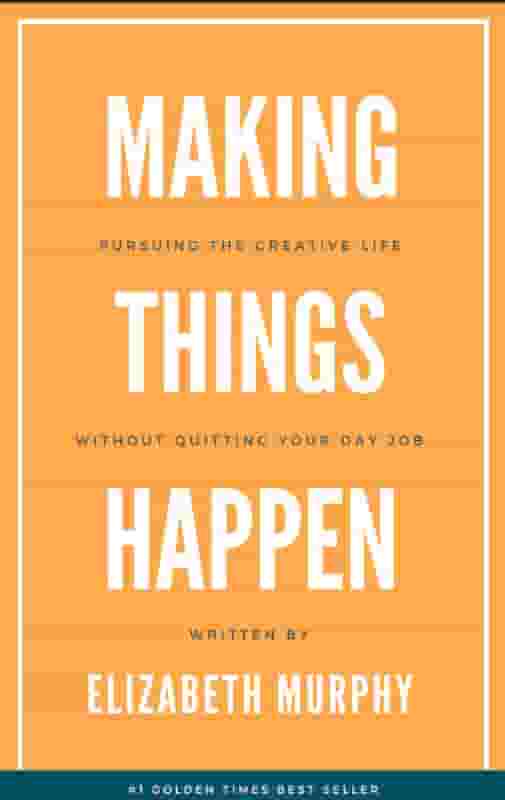 MAKING
PURSUING THE CREATIVE LIFE
THINGS
WITHOUT QUITTING YOUR DAY JOB
HAPPEN
WRITTEN BY
ELIZABETH MURPHY
#1 GOLDEN TIMES BEST SELLER